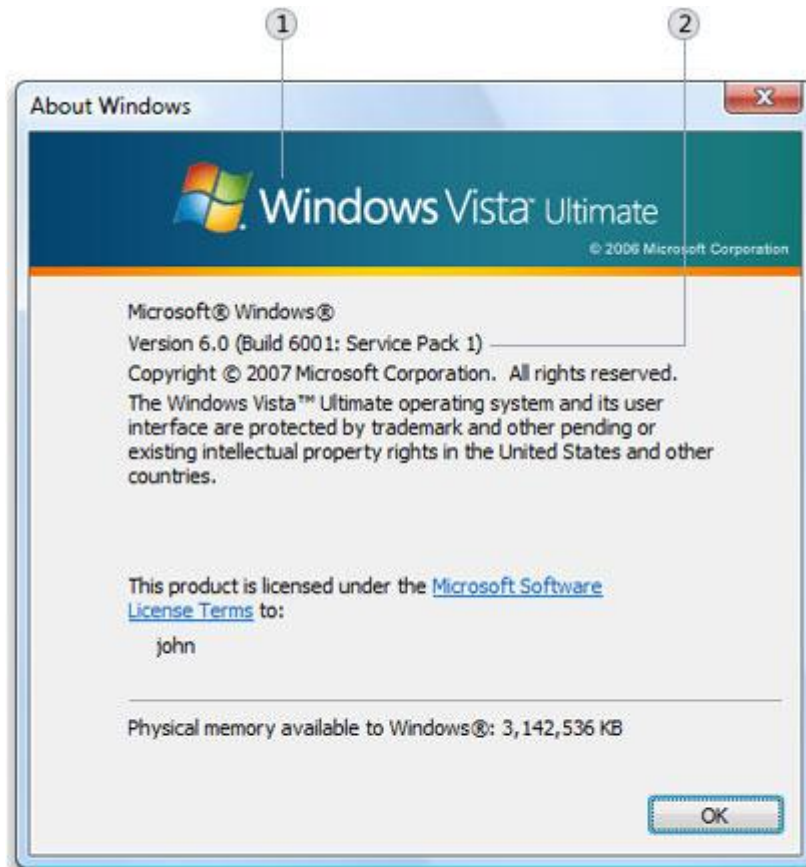 1 2
About Windows
Windows Vista™ Ultimate
© 2006 Microsoft Corporation
Microsoft® Windows®
Version 6.0 (Build 6001: Service Pack 1)
Copyright © 2007 Microsoft Corporation. All rights reserved.
The Windows Vista™ Ultimate operating system and its user
interface are protected by trademark and other pending or
existing intellectual property rights in the United States and other
countries.
This product is licensed under the Microsoft Software
License Terms to:
john
Physical memory available to Windows®: 3,142,536 KB
OK